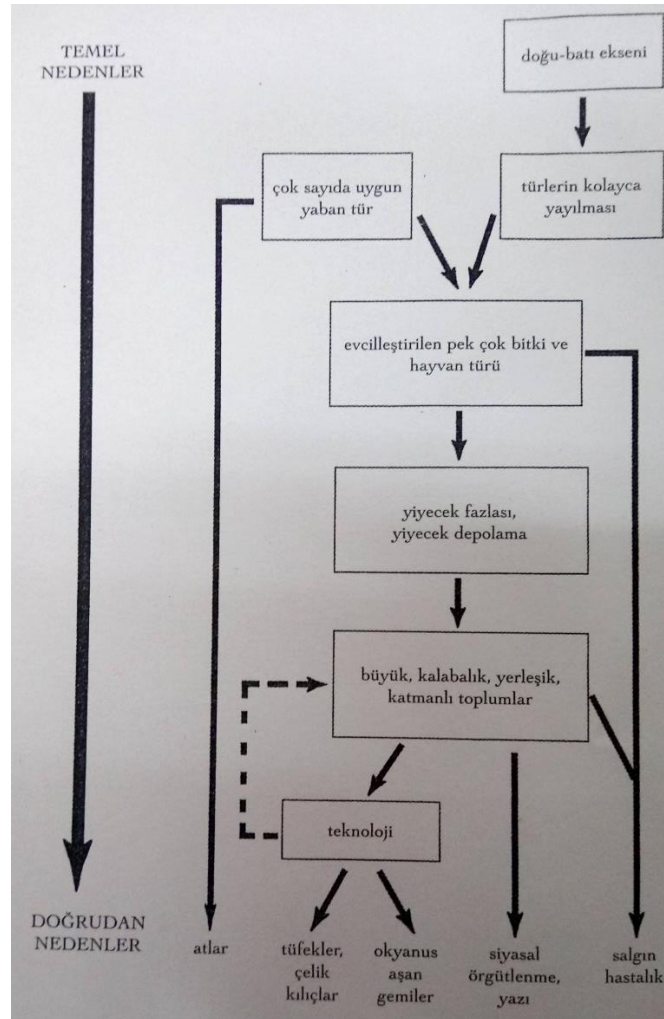 TEMEL
NEDENLER
doğu-batı ekseni
çok sayıda uygun
yaban tür
türlerin kolayca
yayılması
evcilleştirilen pek çok bitki ve
hayvan türü
yiyecek fazlası,
yiyecek depolama
büyük, kalabalık, yerleşik,
katmanlı toplumlar
teknoloji
DOĞRUDAN
NEDENLER
atlar
tüfekler,
çelik
kılıçlar
okyanus
aşan
gemiler
siyasal
örgütlenme,
yazı
salgın
hastalık